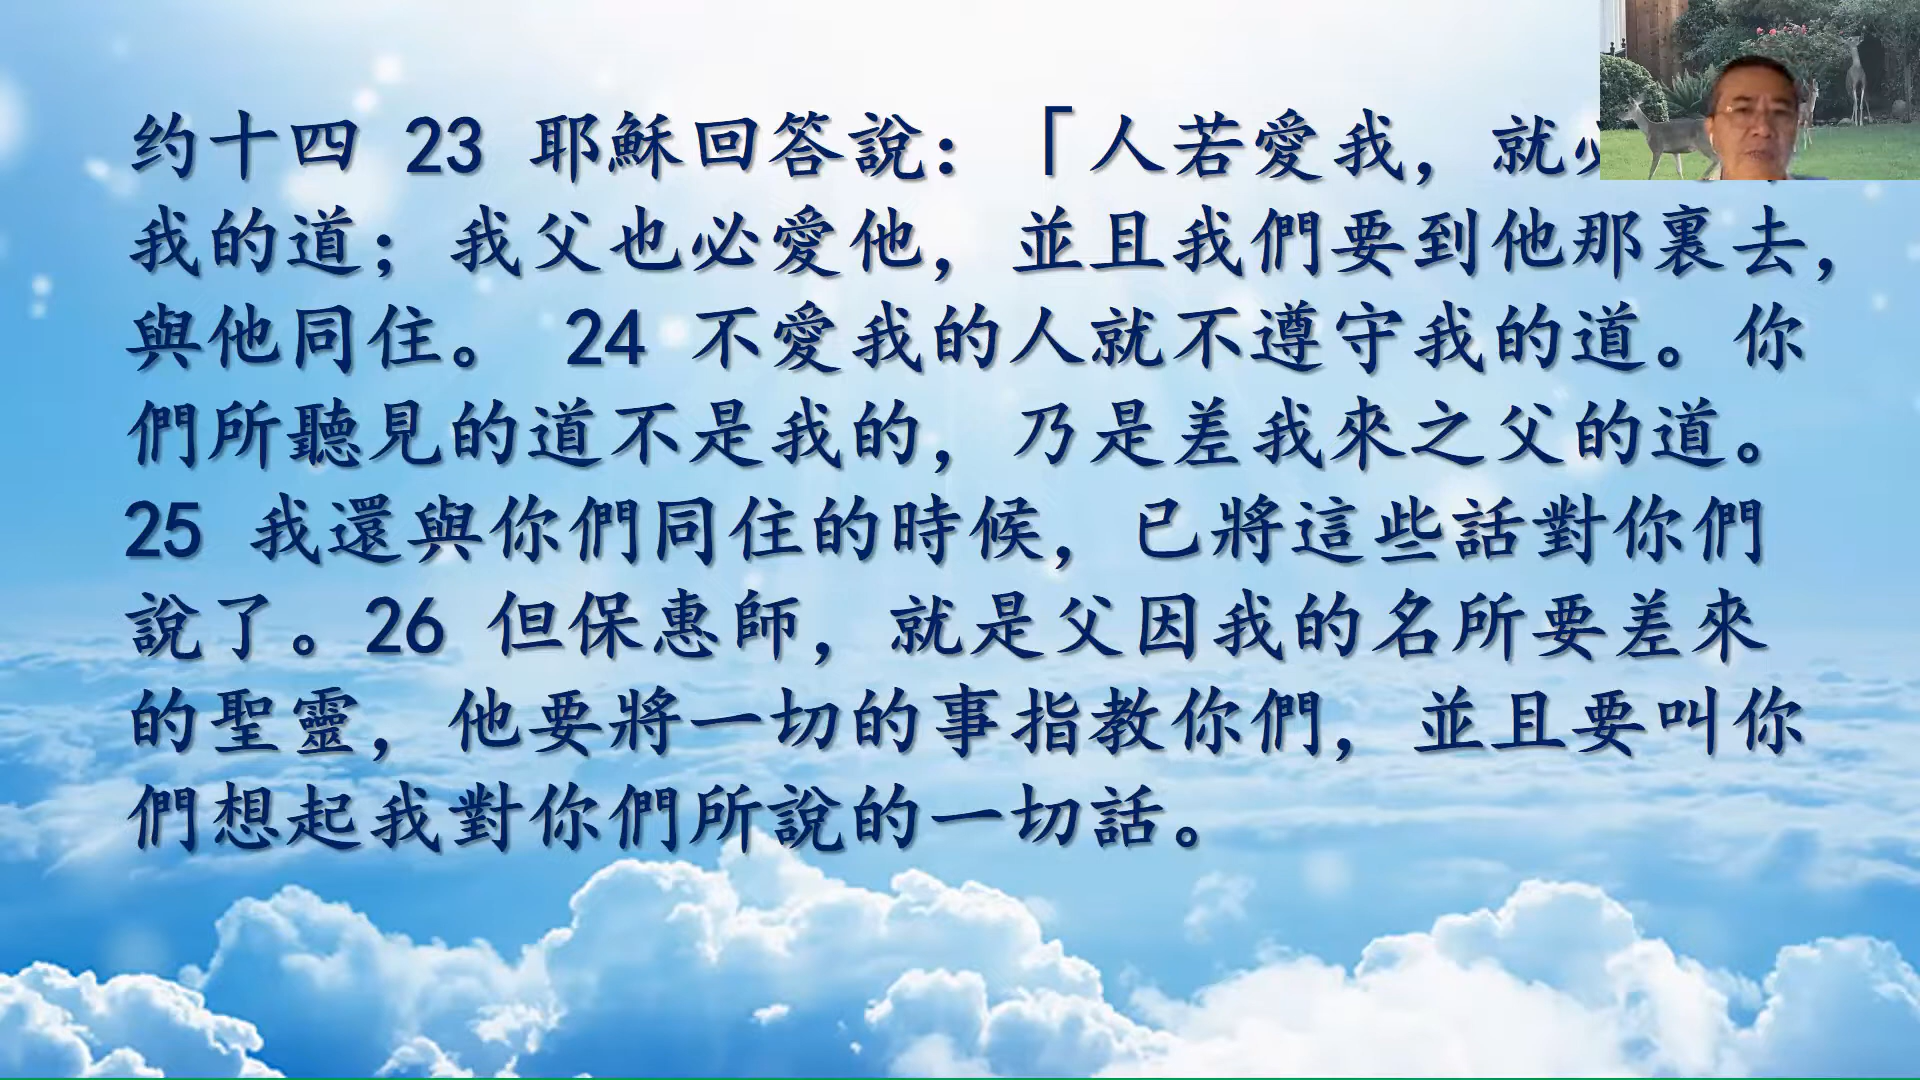 约十四 23 耶穌回答說：「人若愛我，就必
我的道；我父也必愛他，並且我們要到他那裏去，
與他同住。 24 不愛我的人就不遵守我的道。你
們所聽見的道不是我的，乃是差我來之父的道。
25 我還與你們同住的時候，已將這些話對你們
說了。26 但保惠師，就是父因我的名所要差來
的聖靈，他要將一切的事指教你們，並且要叫你
們想起我對你們所說的一切話。